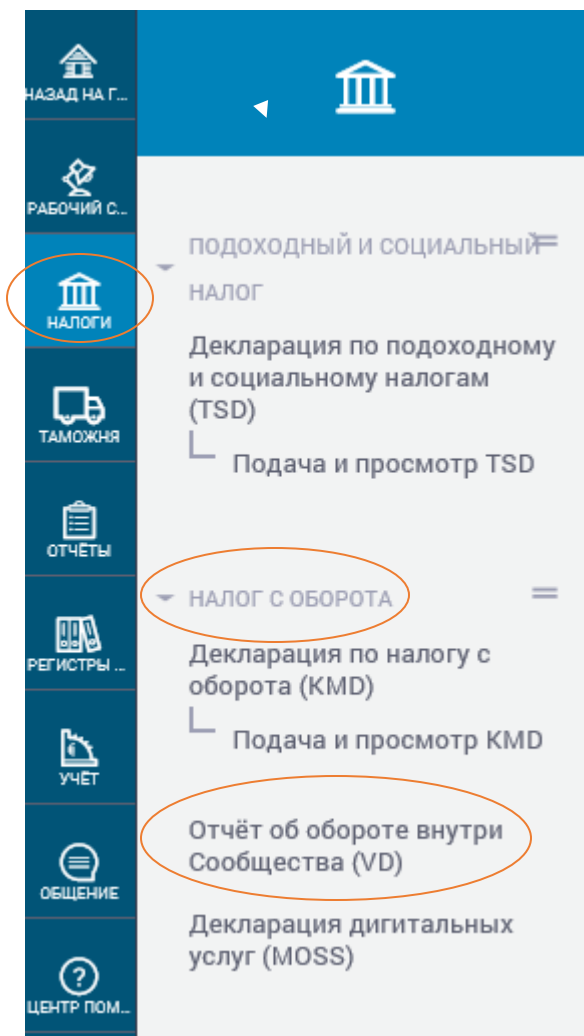 НАЗАД НА Г...
РАБОЧИЙ С...
НАЛОГИ
ТАМОЖНЯ
ОТЧЁТЫ
РЕГИСТРЫ ...
УЧЁТ
ОБЩЕНИЕ
ЦЕНТР ПОМ...
ПОДОХОДНЫЙ И СОЦИАЛЬНЫЙ
НАЛОГ
Декларация по подоходному
и социальному налогам
(TSD)
Подача и просмотр TSD
НАЛОГ С ОБОРОТА
Декларация по налогу с
оборота (KMD)
Подача и просмотр KMD
Отчёт об обороте внутри
Сообщества (VD)
Декларация дигитальных
услуг (MOSS)